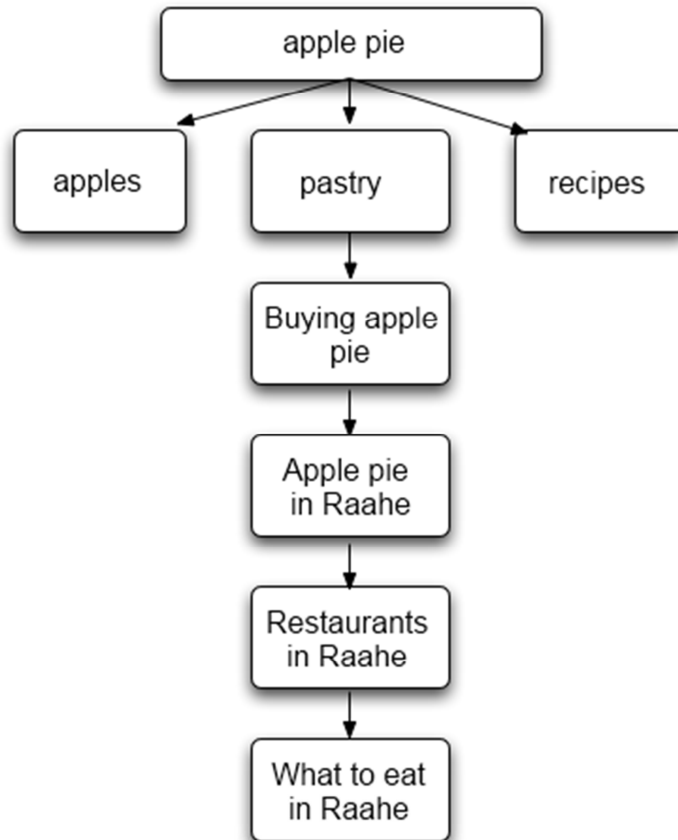 apple pie
apples
pastry
recipes
Buying apple
pie
Apple pie
in Raahe
Restaurants
in Raahe
What to eat
in Raahe